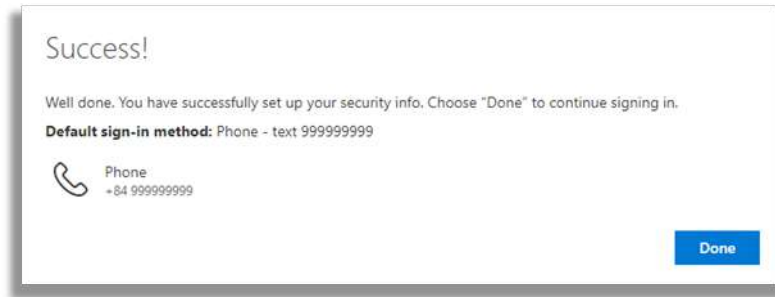 Success!
Well done. You have successfully set up your security info. Choose "Done" to continue signing in.
Default sign-in method: Phone - text 999999999
Phone
+84 999999999
Done